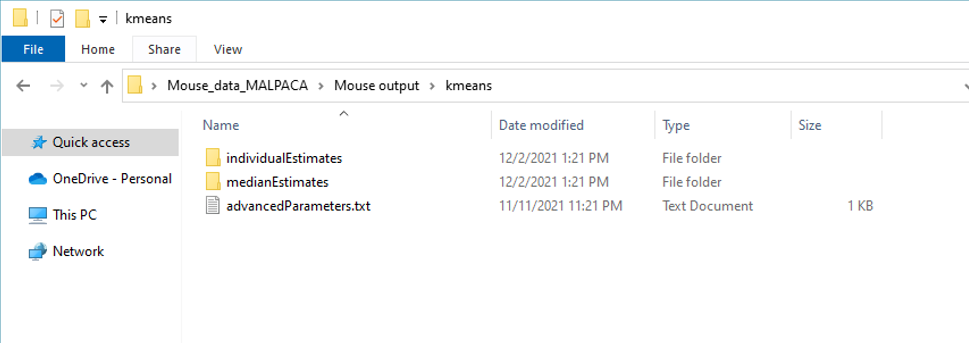 kmeans
File Home Share View
Mouse_data_MALPACA Mouse output kmeans
Name Date modified Type Size
Quick access
OneDrive - Personal
This PC
Network
individualEstimates 12/2/2021 1:21 PM File folder
medianEstimates 12/2/2021 1:21 PM File folder
advancedParameters.txt 11/11/2021 11:21 PM Text Document 1 KB